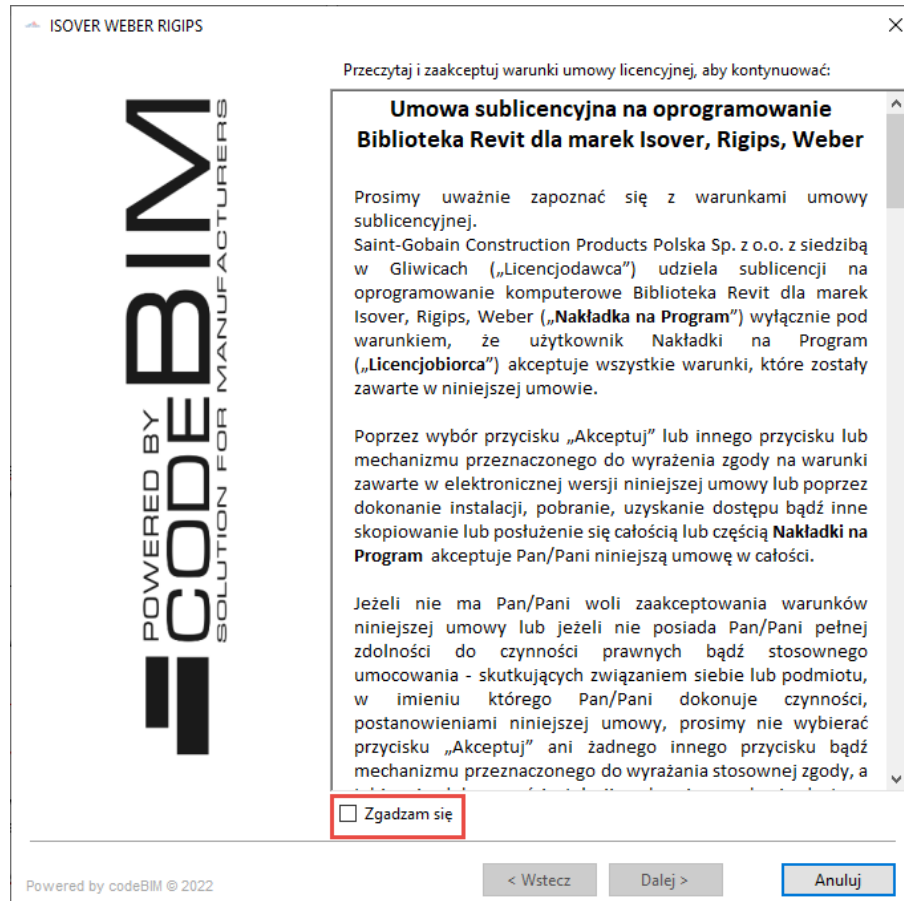 ISOVER WEBER RIGIPS
Przeczytaj i zaakceptuj warunki umowy licencyjnej, aby kontynuować:
POWERED BY
CODEBIM
SOLUTION FOR MANUFACTURERS
Umowa sublicencyjna na oprogramowanie
Biblioteka Revit dla marek Isover, Rigips, Weber
Prosimy uważnie zapoznać się z warunkami umowy
sublicencyjnej.
Saint-Gobain Construction Products Polska Sp. z o.o. z siedzibą
w Gliwicach („Licencjodawca”) udziela sublicencji na
oprogramowanie komputerowe Biblioteka Revit dla marek
Isover, Rigips, Weber („Nakładka na Program”) wyłącznie pod
warunkiem, że użytkownik Nakładki na Program
(„Licencjobiorca”) akceptuje wszystkie warunki, które zostały
zawarte w niniejszej umowie.
Poprzez wybór przycisku „Akceptuj” lub innego przycisku lub
mechanizmu przeznaczonego do wyrażenia zgody na warunki
zawarte w elektronicznej wersji niniejszej umowy lub poprzez
dokonanie instalacji, pobranie, uzyskanie dostępu bądź inne
skopiowanie lub posłużenie się całością lub częścią Nakładki na
Program akceptuje Pan/Pani niniejszą umowę w całości.
Jeżeli nie ma Pan/Pani woli zaakceptowania warunków
niniejszej umowy lub jeżeli nie posiada Pan/Pani pełnej
zdolności do czynności prawnych bądź stosownego
umocowania - skutkujących związaniem siebie lub podmiotu,
w imieniu którego Pan/Pani dokonuje czynności,
postanowieniami niniejszej umowy, prosimy nie wybierać
przycisku „Akceptuj” ani żadnego innego przycisku bądź
mechanizmu przeznaczonego do wyrażania stosownej zgody, a
Zgadzam się
Powered by codeBIM © 2022
< Wstecz
Dalej >
Anuluj